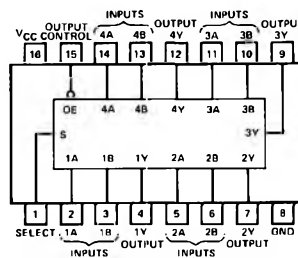 INPUTS INPUTS
OUTPUT OUTPUT OUTPUT
VCC CONTROL 4A 4B 4Y 3A 3B 3Y
16 15 14 13 12 11 10 9
OE 4A 4B 4Y 3A 3B
S 3Y
1A 1B 1Y 2A 2B 2Y
1 2 3 4 5 6 7 8
SELECT 1A 1B 1Y 2A 2B 2Y GND
OUTPUT OUTPUT
INPUTS INPUTS